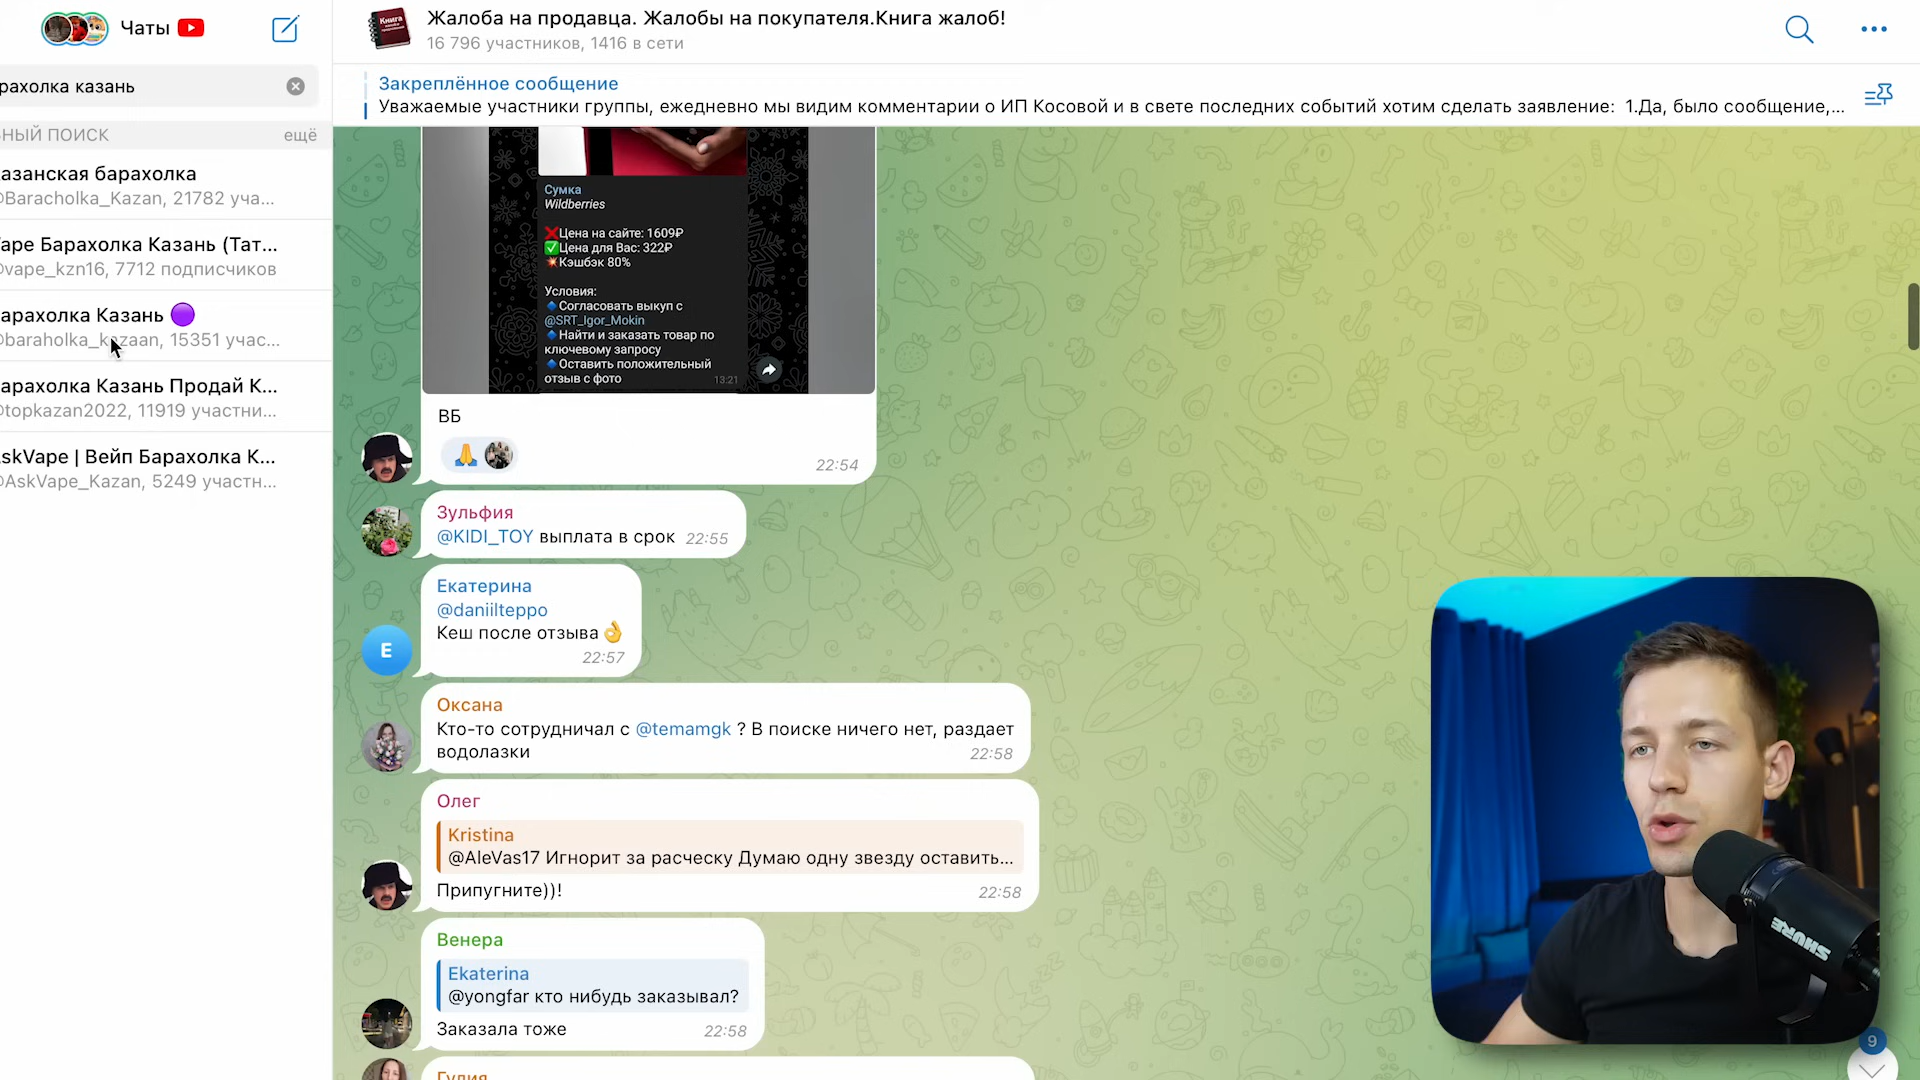 Чаты
рахолка казань
НЫЙ ПОИСК
ещё
азанская барахолка
@Baracholka_Kazan, 21782 уча...
аре Барахолка Казань (Тат...
@vape_kzn16, 7712 подписчиков
арахолка Казань
@baraholka_kazaan, 15351 учас...
арахолка Казань Продай К...
@topkazan2022, 11919 участни...
skVape | Вейп Барахолка К...
@AskVape_Kazan, 5249 участн...
Книга
Жалоба на продавца. Жалобы на покупателя.Книга жалоб!
16 796 участников, 1416 в сети
Закреплённое сообщение
Уважаемые участники группы, ежедневно мы видим комментарии о ИП Косовой и в свете последних событий хотим сделать заявление: 1.Да, было сообщение,...
Сумка
Wildberries
❌Цена на сайте: 1609₽
✅Цена для Вас: 322₽
💥Кэшбэк 80%
Условия:
🔹Согласовать выкуп с
@SRT_Igor_Mokin
🔹Найти и заказать товар по
ключевому запросу
🔹Оставить положительный
отзыв с фото
13:21
ВБ
🙏
22:54
Зульфия
@KIDI_TOY выплата в срок 22:55
Екатерина
@daniilteppo
Кеш после отзыва👌
22:57
Е
Оксана
Кто-то сотрудничал с @temamgk ? В поиске ничего нет, раздает
водолазки
22:58
Олег
Kristina
@AleVas17 Игнорит за расческу Думаю одну звезду оставить...
Припугните))!
22:58
Венера
Ekaterina
@yongfar кто нибудь заказывал?
Заказала тоже
22:58
Гулия
SHURE
9